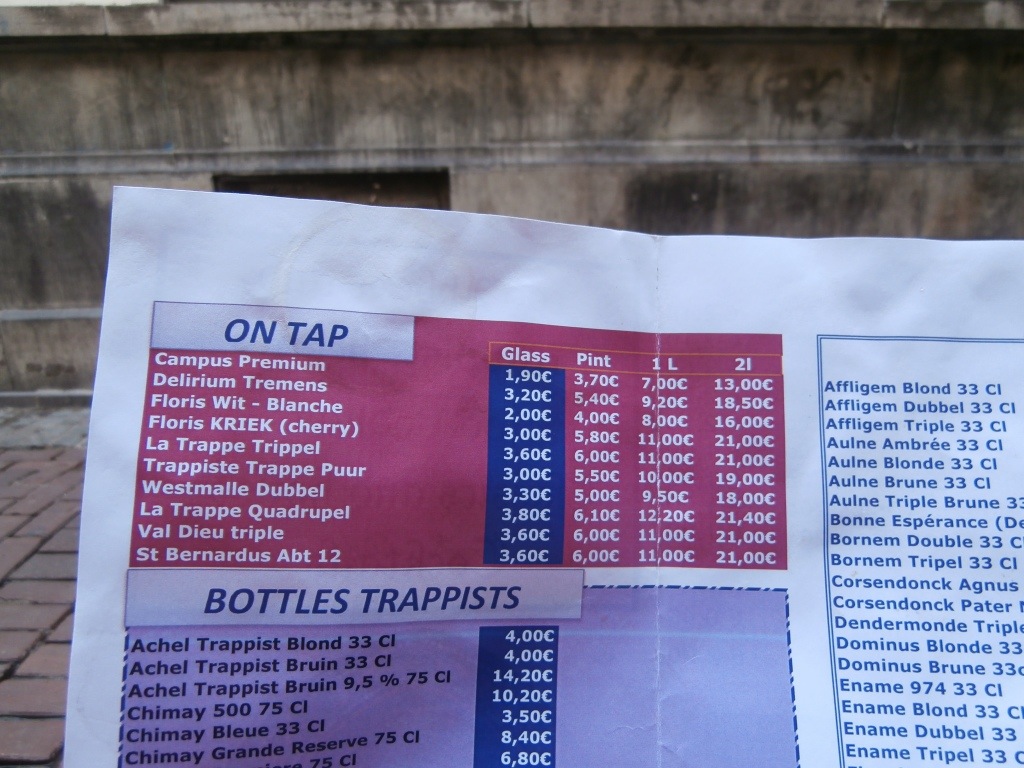 ON TAP
Glass Pint 1 L 2l
Campus Premium 1,90€ 3,70€ 7,00€ 13,00€
Delirium Tremens 3,20€ 5,40€ 9,20€ 18,50€
Floris Wit - Blanche 2,00€ 4,00€ 8,00€ 16,00€
Floris KRIEK (cherry) 3,00€ 5,80€ 11,00€ 21,00€
La Trappe Trippel 3,60€ 6,00€ 11,00€ 21,00€
Trappiste Trappe Puur 3,00€ 5,50€ 10,00€ 19,00€
Westmalle Dubbel 3,30€ 5,00€ 9,50€ 18,00€
La Trappe Quadrupel 3,80€ 6,10€ 12,20€ 21,40€
Val Dieu triple 3,60€ 6,00€ 11,00€ 21,00€
St Bernardus Abt 12 3,60€ 6,00€ 11,00€ 21,00€
BOTTLES TRAPPISTS
Achel Trappist Blond 33 Cl 4,00€
Achel Trappist Bruin 33 Cl 4,00€
Achel Trappist Bruin 9,5 % 75 Cl 14,20€
Chimay 500 75 Cl 10,20€
Chimay Bleue 33 Cl 3,50€
Chimay Grande Reserve 75 Cl 8,40€
75 Cl 6,80€
Affligem Blond 33 Cl
Affligem Dubbel 33 Cl
Affligem Triple 33 Cl
Aulne Ambrée 33 Cl
Aulne Blonde 33 Cl
Aulne Brune 33 Cl
Aulne Triple Brune 33
Bonne Espérance (De
Bornem Double 33 C
Bornem Tripel 33 Cl
Corsendonck Agnus
Corsendonck Pater
Dendermonde Triple
Dominus Blonde 33
Dominus Brune 33c
Ename 974 33 Cl
Ename Blond 33 C
Ename Dubbel 33
Ename Tripel 33 C